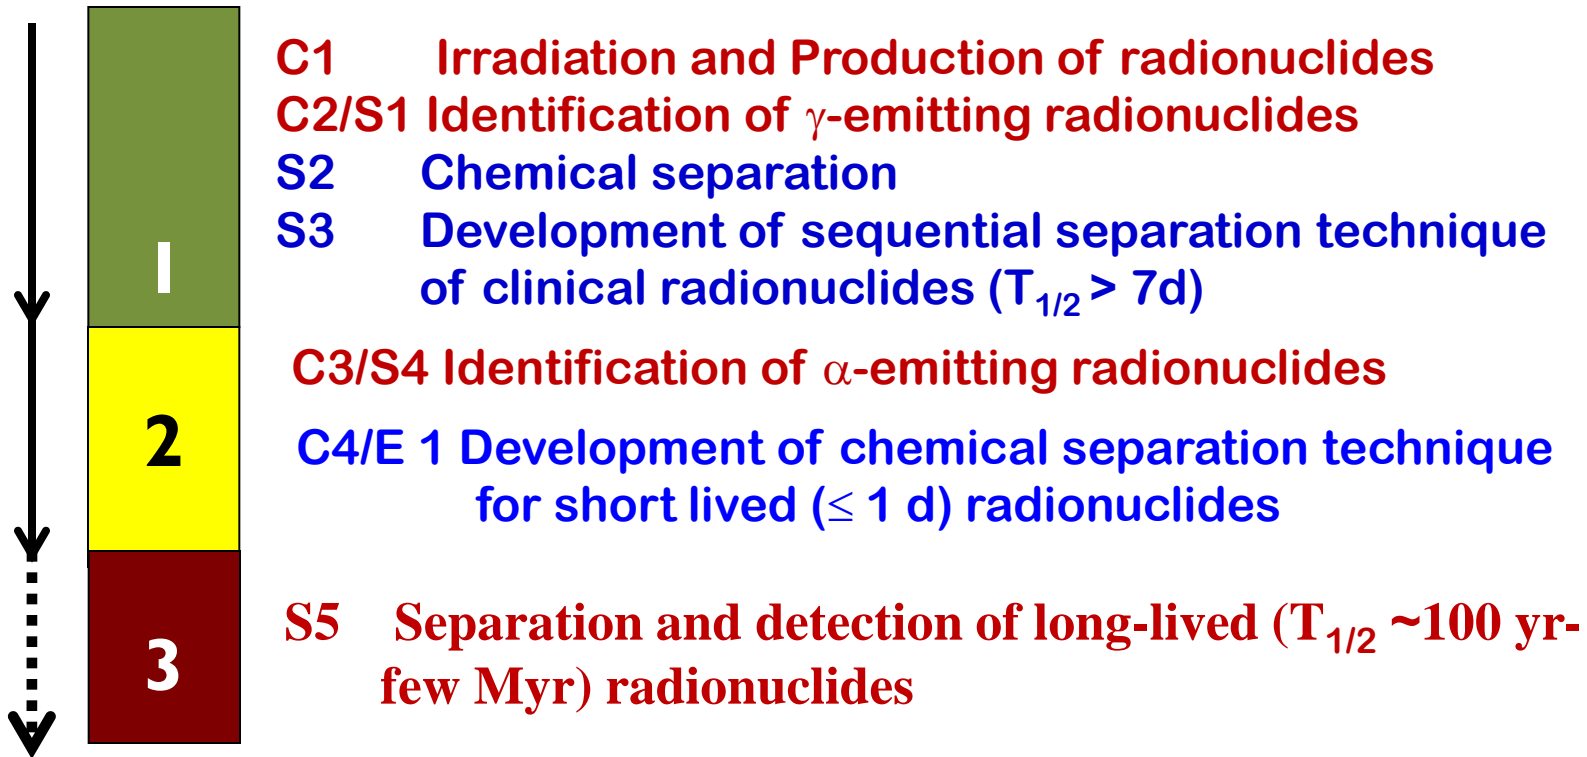 C1 Irradiation and Production of radionuclides
C2/S1 Identification of γ-emitting radionuclides
S2 Chemical separation
S3 Development of sequential separation technique
of clinical radionuclides (T1/2 > 7d)
1
C3/S4 Identification of α-emitting radionuclides
2
C4/E 1 Development of chemical separation technique
for short lived (≤ 1 d) radionuclides
S5 Separation and detection of long-lived (T1/2 ~100 yr-
few Myr) radionuclides
3